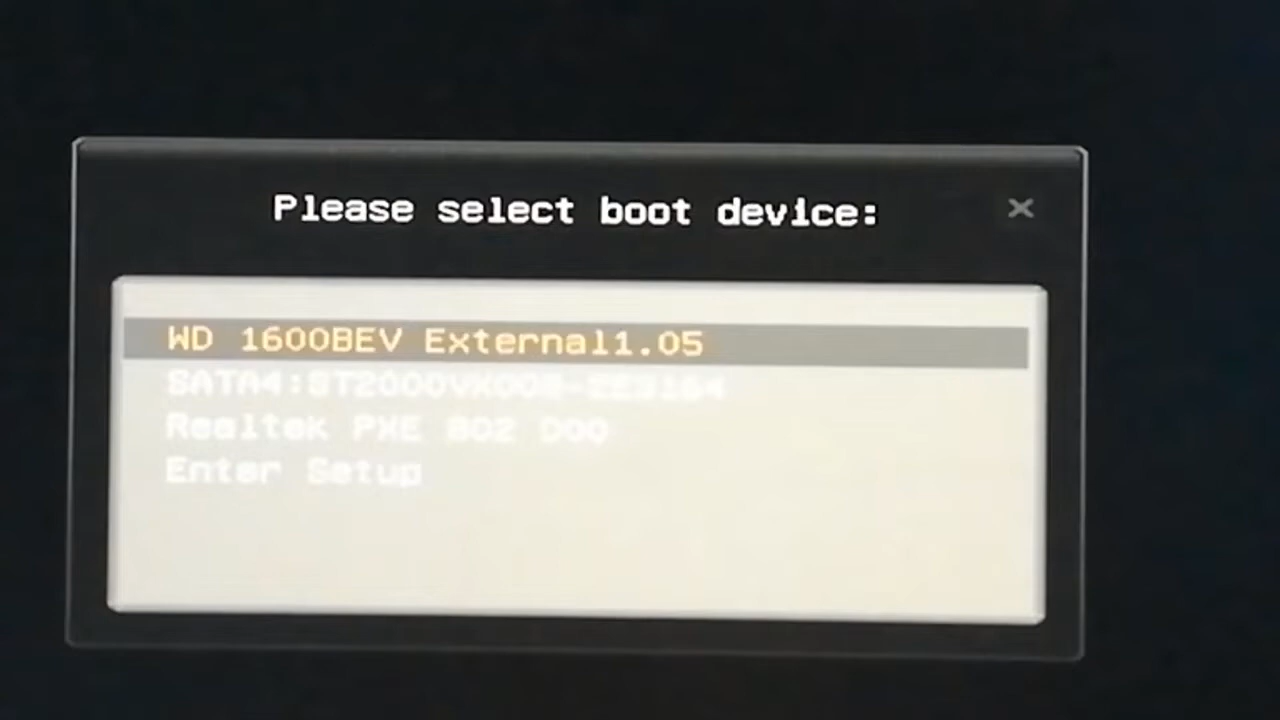 Please select boot device:
WD 1600BEV External1.05
Realtek PXE B02 D00
Enter Setup